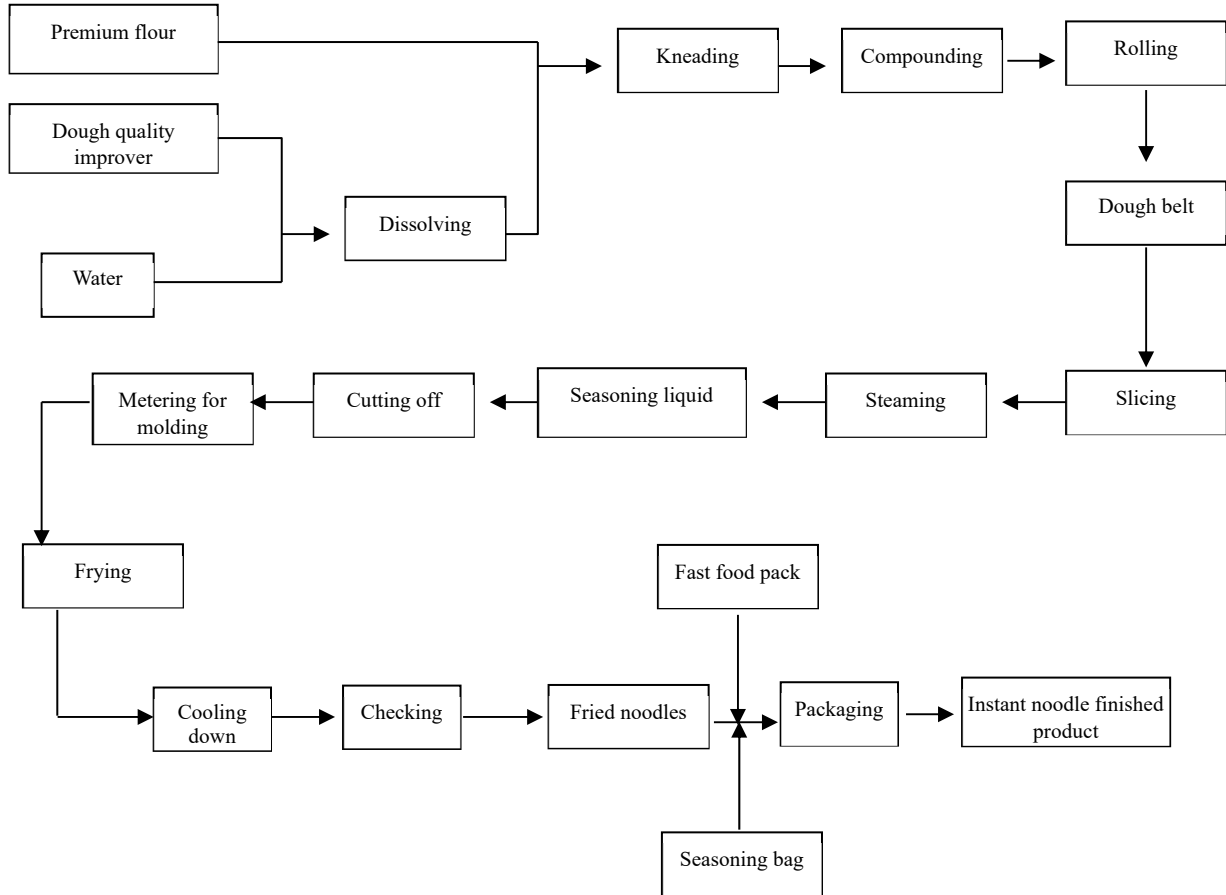 Premium flour
Kneading
Compounding
Rolling
Dough quality
improver
Dissolving
Dough belt
Water
Metering for
molding
Cutting off
Seasoning liquid
Steaming
Slicing
Frying
Fast food pack
Cooling
down
Checking
Fried noodles
Packaging
Instant noodle finished
product
Seasoning bag